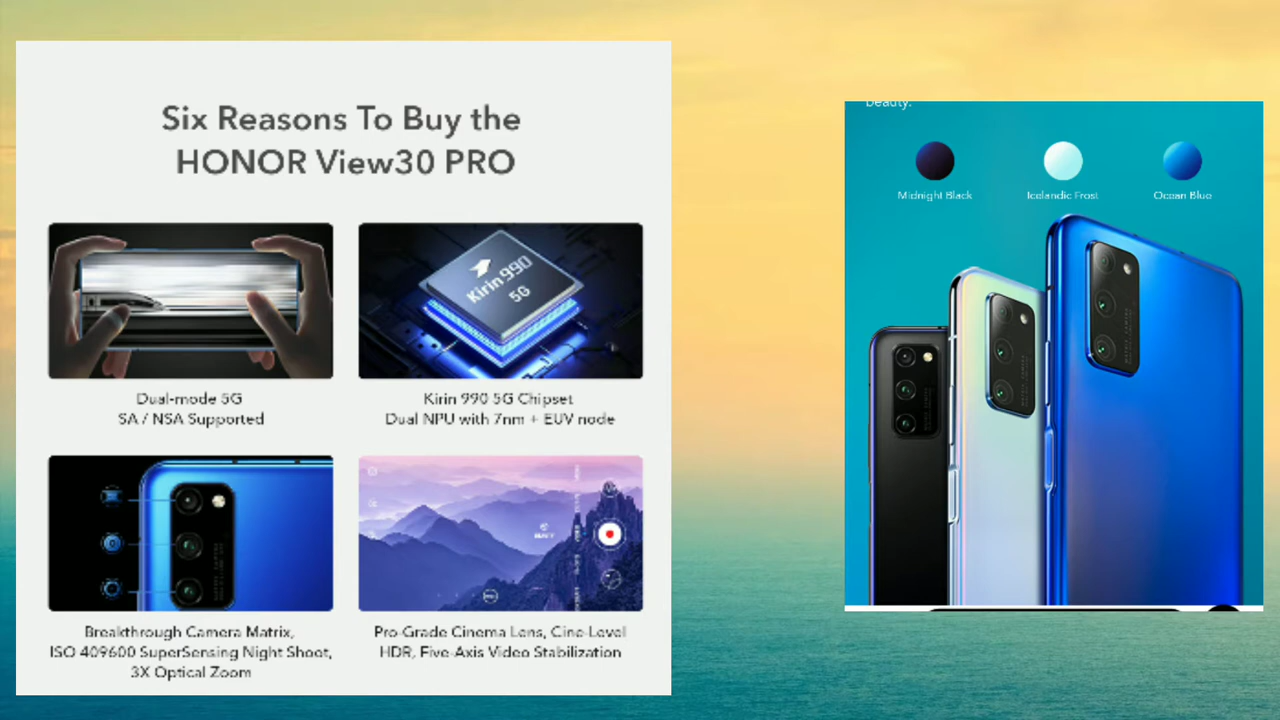 Six Reasons To Buy the
HONOR View30 PRO
Kirin 990
5G
Dual-mode 5G
SA / NSA Supported
Kirin 990 5G Chipset
Dual NPU with 7nm + EUV node
Breakthrough Camera Matrix,
ISO 409600 SuperSensing Night Shoot,
3X Optical Zoom
Pro-Grade Cinema Lens, Cine-Level
HDR, Five-Axis Video Stabilization
beauty.
Midnight Black
Icelandic Frost
Ocean Blue